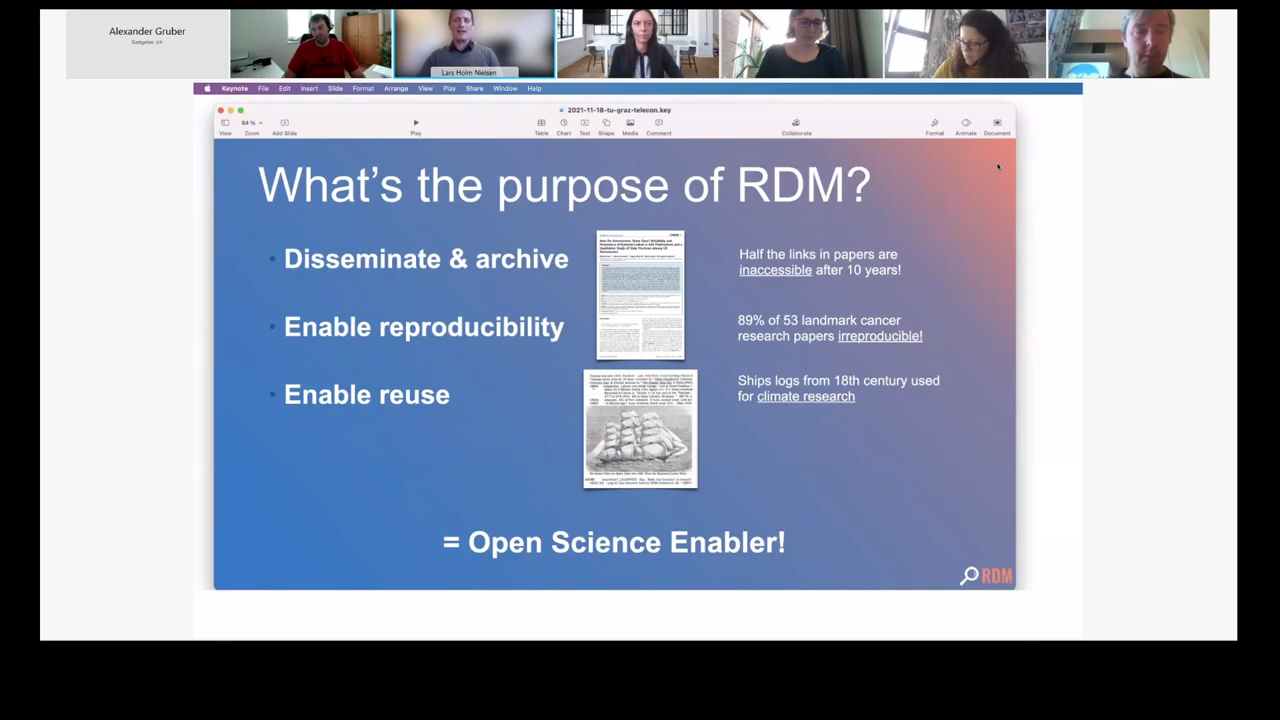 Alexander Gruber
Gastgeber, ich
Lars Holm Nielsen
Keynote File Edit Insert Slide Format Arrange View Play Share Window Help
2021-11-18-tu-graz-telecon.key
84 %
View Zoom Add Slide Play Table Chart Text Shape Media Comment Collaborate Format Animate Document
What's the purpose of RDM?
• Disseminate & archive
Half the links in papers are
inaccessible after 10 years!
• Enable reproducibility
89% of 53 landmark cancer
research papers irreproducible!
• Enable reuse
Ships logs from 18th century used
for climate research
= Open Science Enabler!
RDM